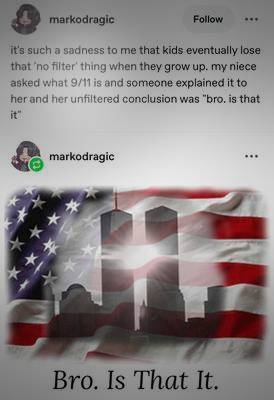 markodragic
Follow
it's such a sadness to me that kids eventually lose
that 'no filter' thing when they grow up. my niece
asked what 9/11 is and someone explained it to
her and her unfiltered conclusion was "bro. is that
it"
markodragic
Bro. Is That It.